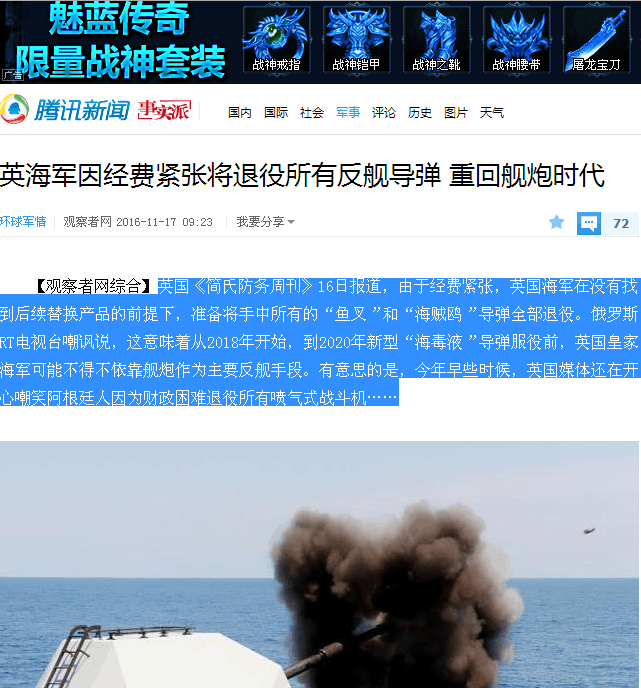 魅蓝传奇
限量战神套装
广告
战神戒指 战神铠甲 战神之靴 战神腰带 屠龙宝刀
腾讯新闻 事实派 国内 国际 社会 军事 评论 历史 图片 天气
英海军因经费紧张将退役所有反舰导弹 重回舰炮时代
环球军情 观察者网 2016-11-17 09:23 我要分享 72
【观察者网综合】英国《简氏防务周刊》16日报道，由于经费紧张，英国海军在没有找
到后续替换产品的前提下，准备将手中所有的“鱼叉”和“海贼鸥”导弹全部退役。俄罗斯
RT电视台嘲讽说，这意味着从2018年开始，到2020年新型“海毒液”导弹服役前，英国皇家
海军可能不得不依靠舰炮作为主要反舰手段。有意思的是，今年早些时候，英国媒体还在开
心嘲笑阿根廷人因为财政困难退役所有喷气式战斗机……